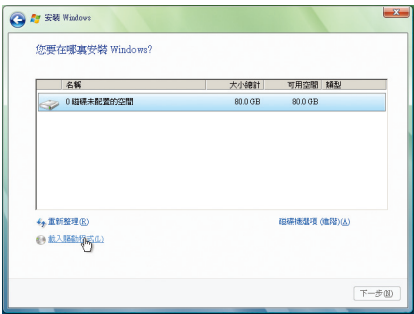 安裝 Windows
您要在哪裏安裝 Windows?
名稱 大小總計 可用空間 類型
0 磁碟未配置的空間 80.0 GB 80.0 GB
重新整理(R) 磁碟機選項 (進階)(A)
載入驅動程式(L)
下一步(N)